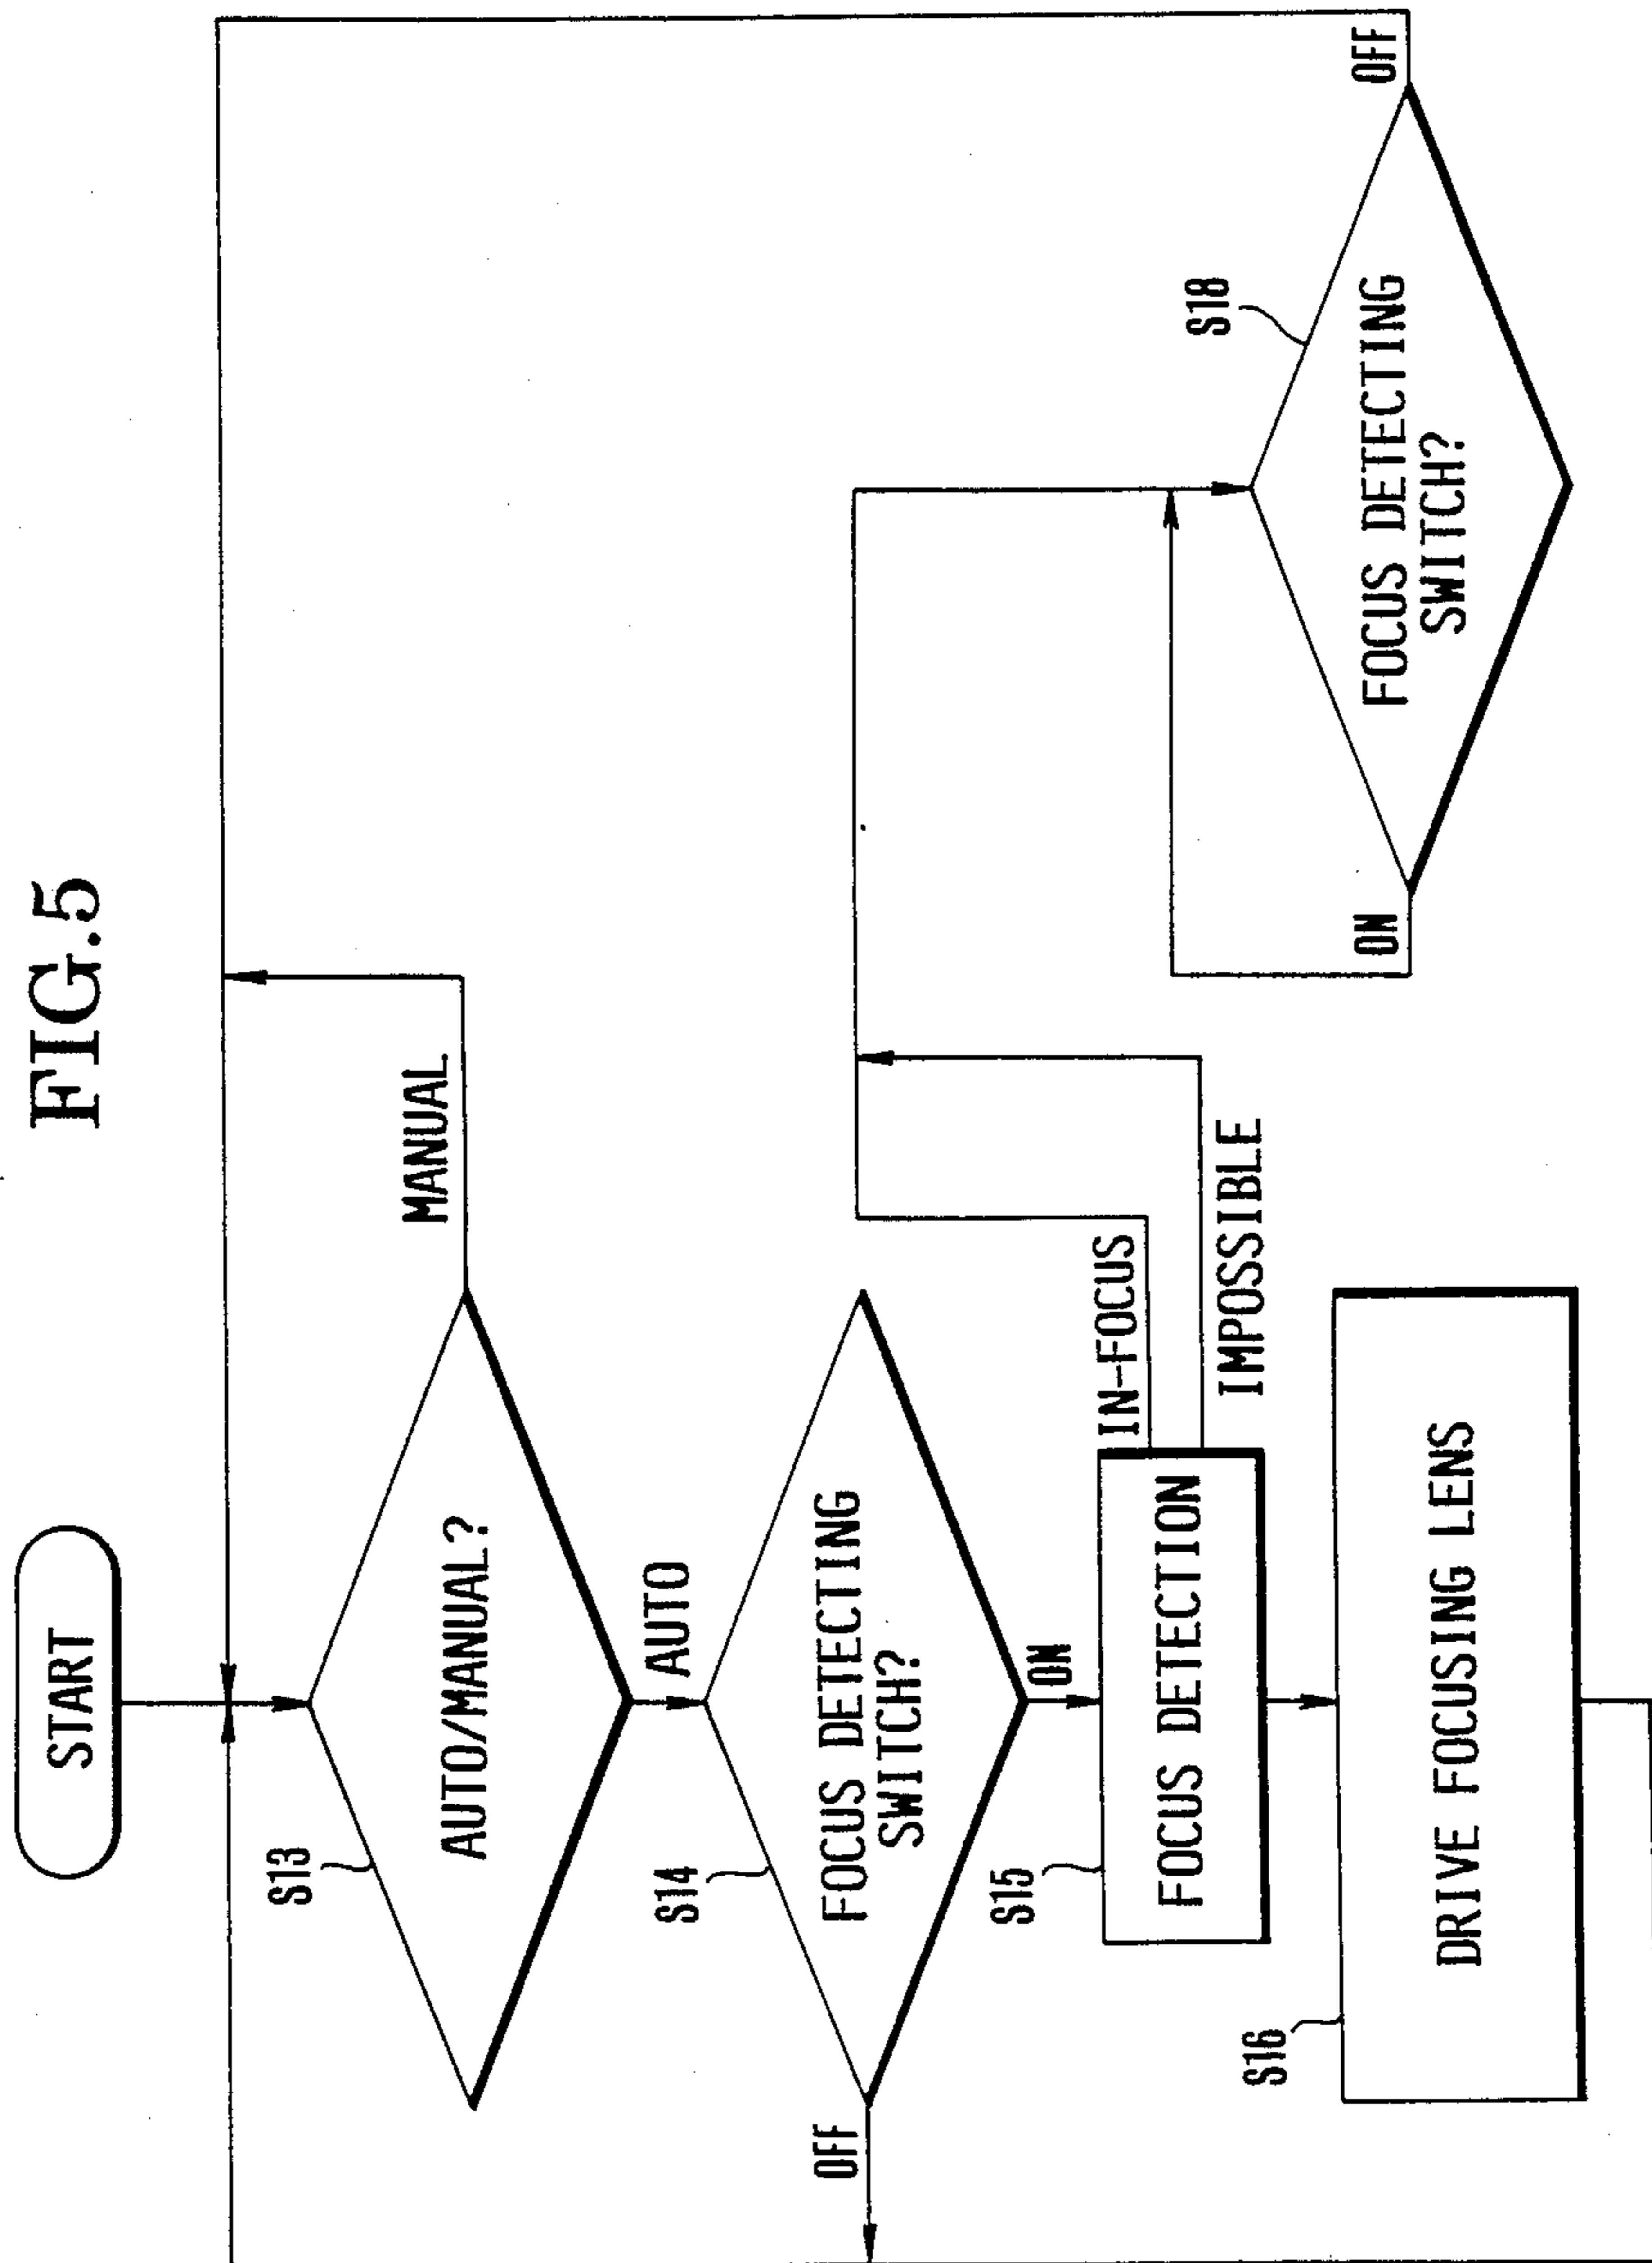 FIG.5
START
S13
AUTO/MANUAL?
MANUAL
AUTO
S14
FOCUS DETECTING
SWITCH?
OFF
ON
S15
FOCUS DETECTION
IN-FOCUS
IMPOSSIBLE
S16
DRIVE FOCUSING LENS
S18
FOCUS DETECTING
SWITCH?
ON
OFF